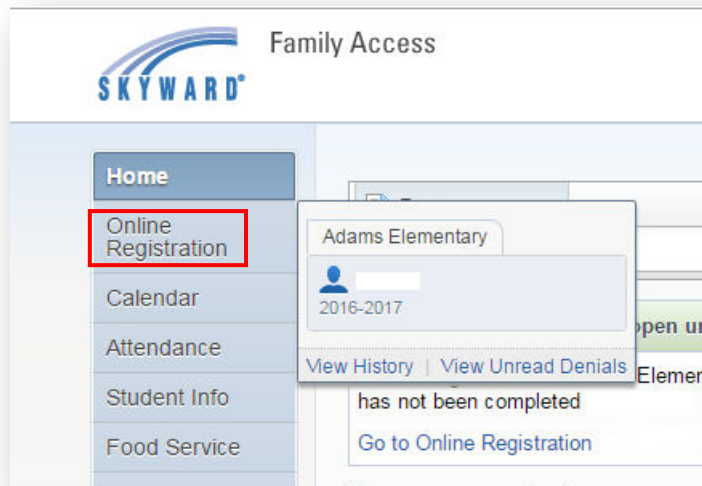 SKYWARD®
Family Access
Home
Online
Registration
Calendar
Attendance
Student Info
Food Service
Adams Elementary
2016-2017
View History | View Unread Denials
open un
Elemen
has not been completed
Go to Online Registration